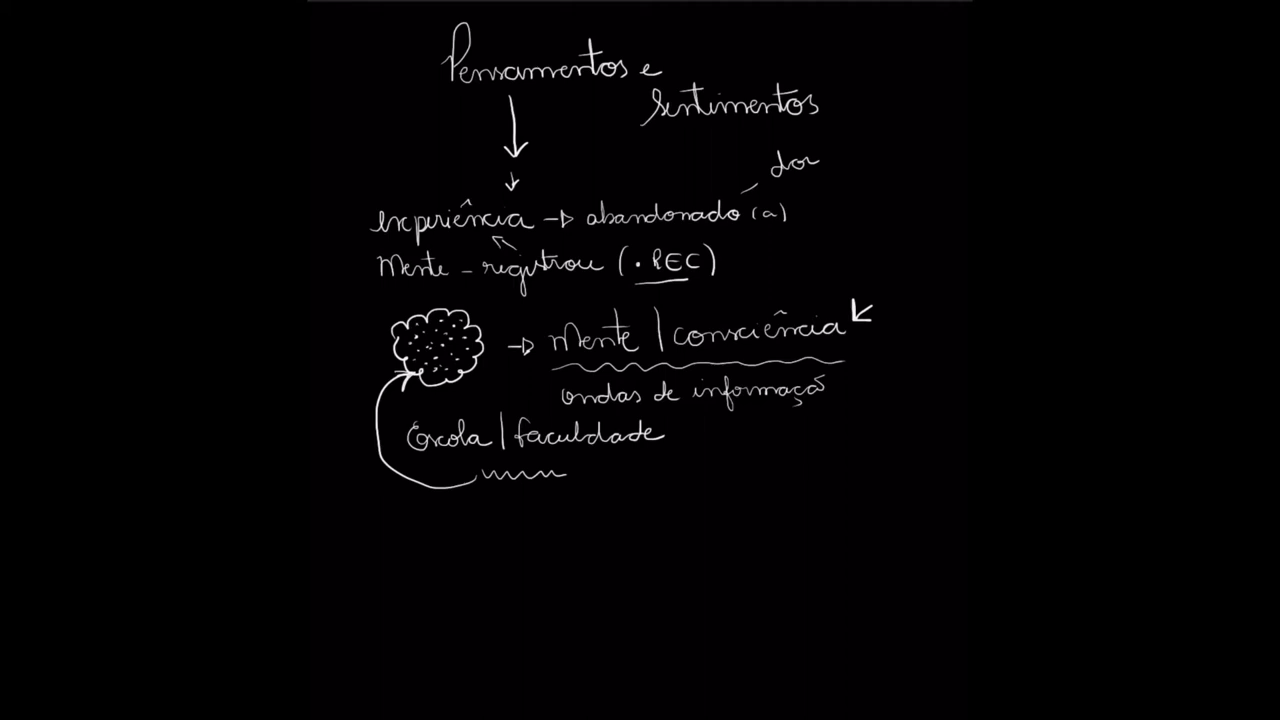 Pensamentos e
sentimentos
dor
experiência → abandonado (a)
Mente - registrou (. REC)
→ Mente | consciência
ondas de informação
Escola | faculdade